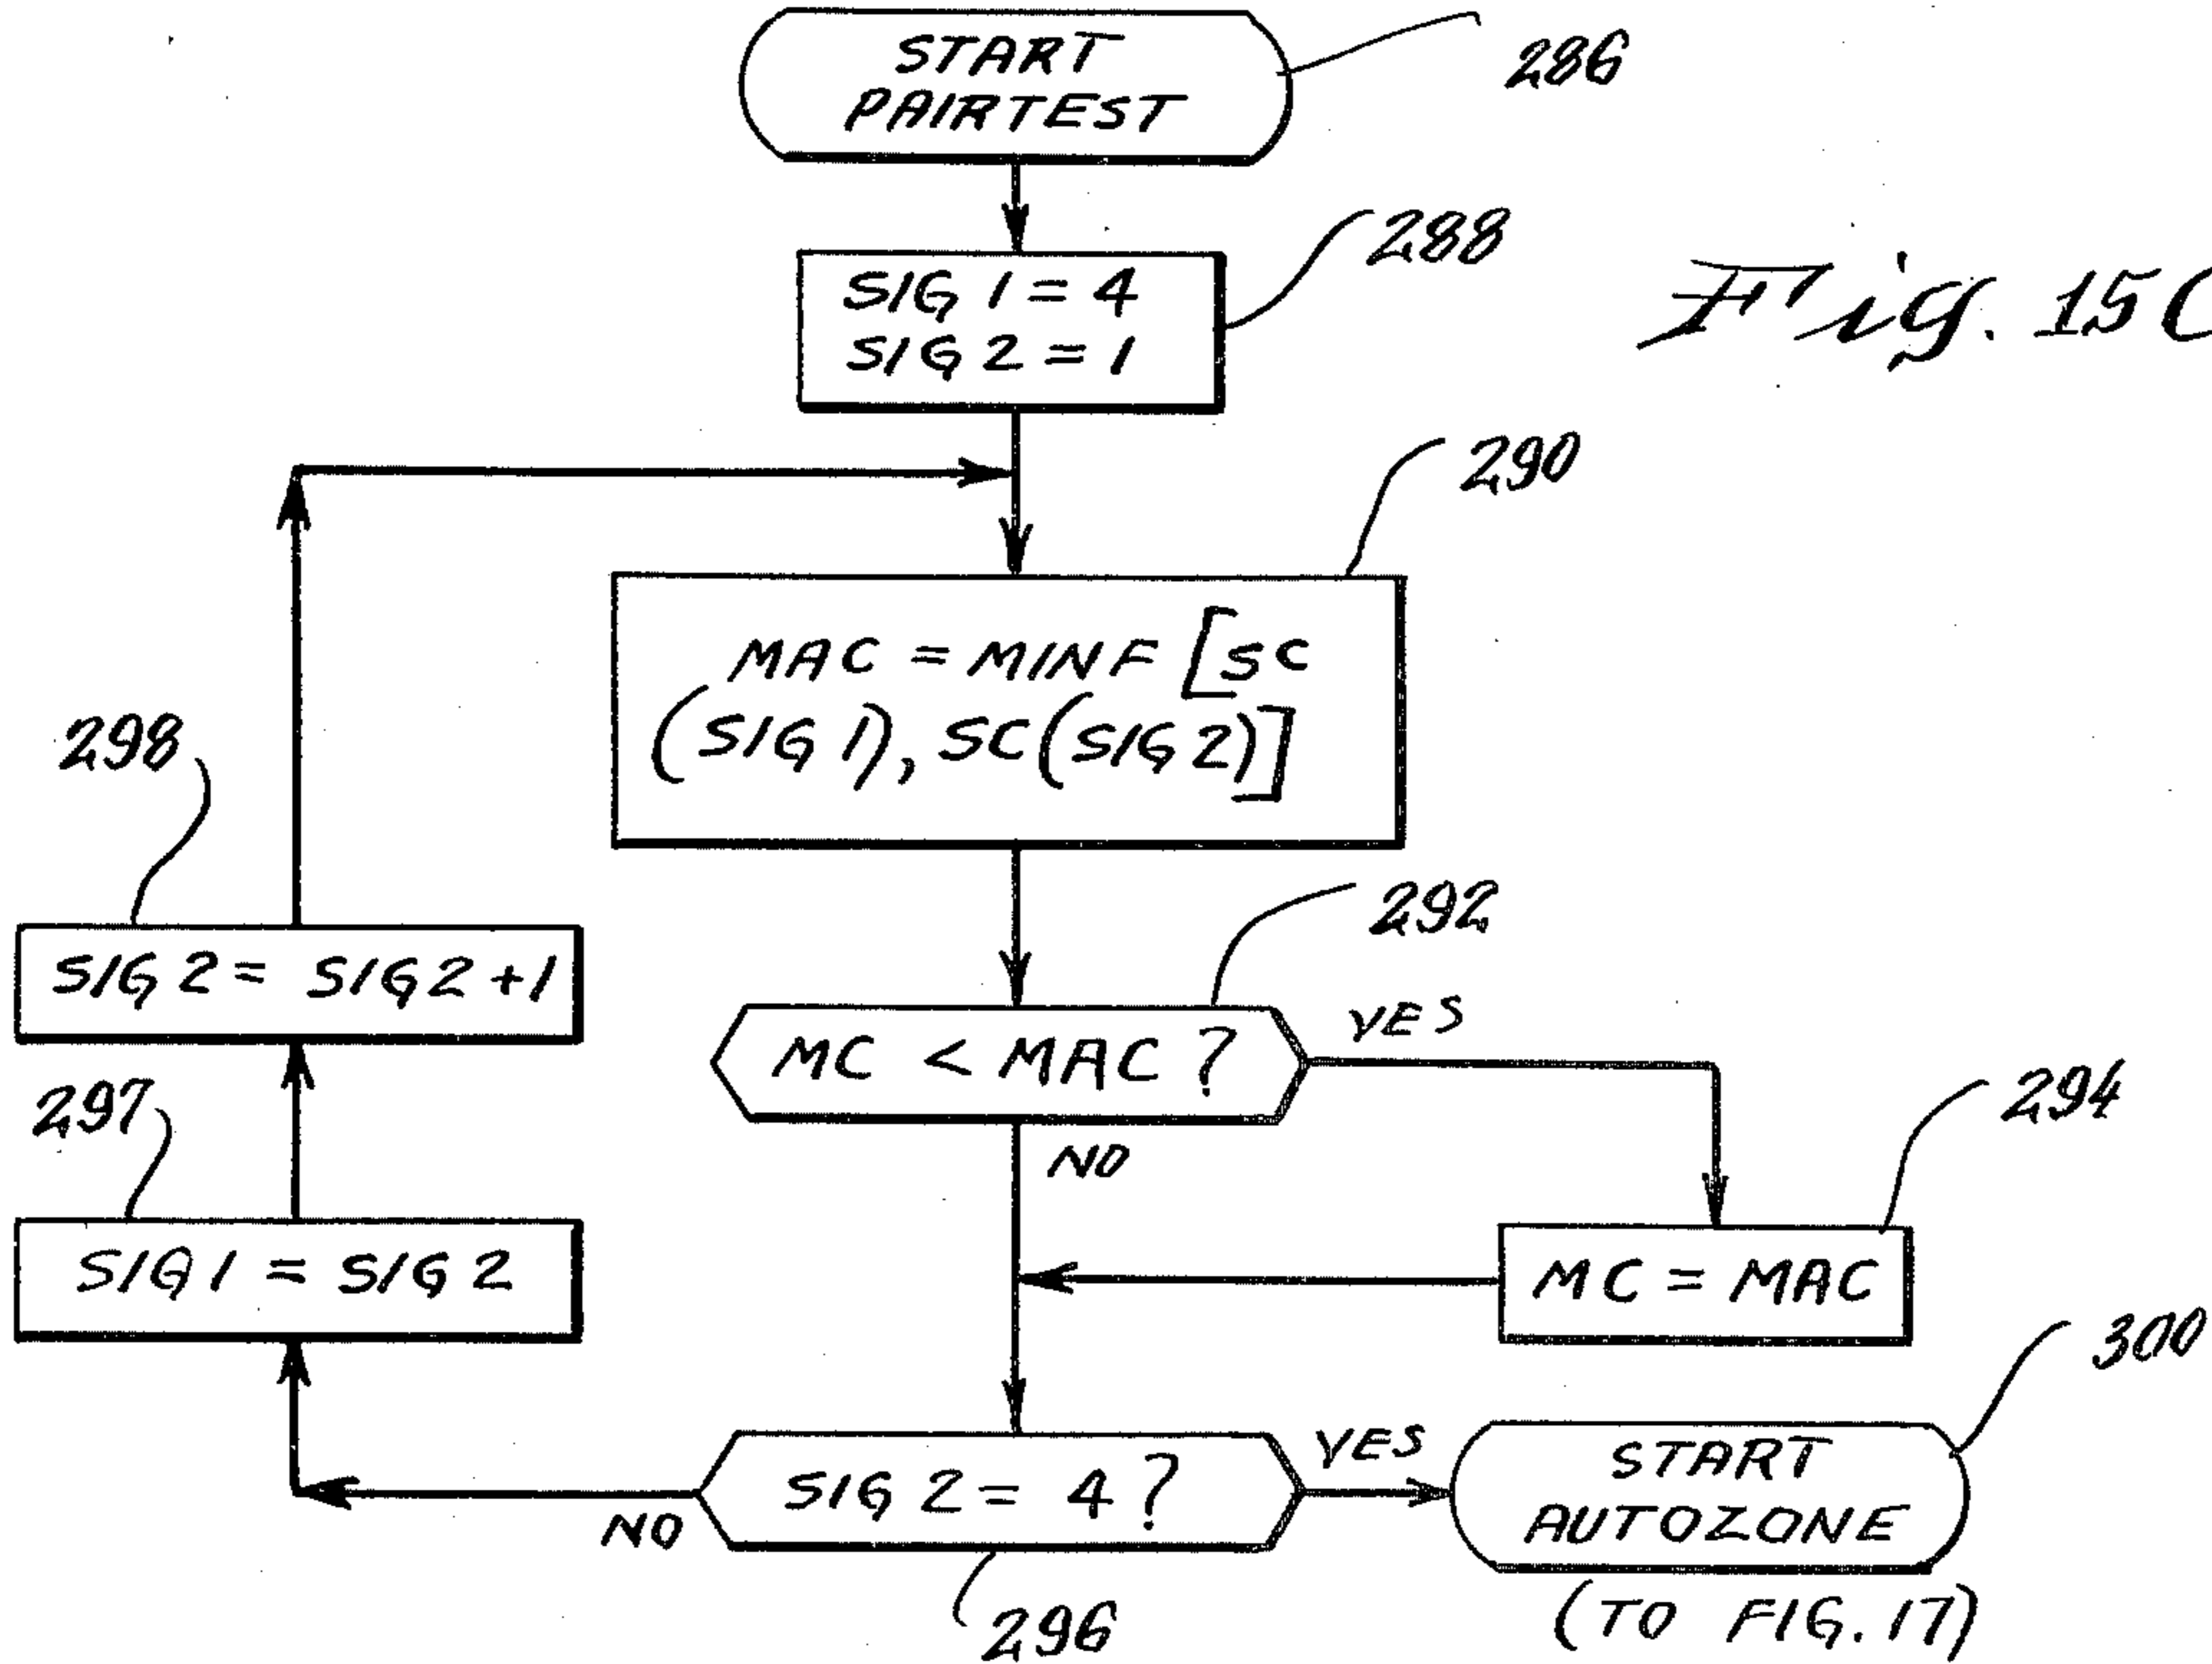 START
PAIRTEST
286
SIG 1 = 4
SIG 2 = 1
288
Fig. 15
290
MAC = MINF [SC
(SIG 1), SC(SIG 2)]
298
292
SIG 2 = SIG 2 + 1
MC < MAC ?
YES
297
294
NO
SIG 1 = SIG 2
MC = MAC
300
SIG 2 = 4 ?
YES
NO
START
AUTOZONE
296
(TO FIG. 17)